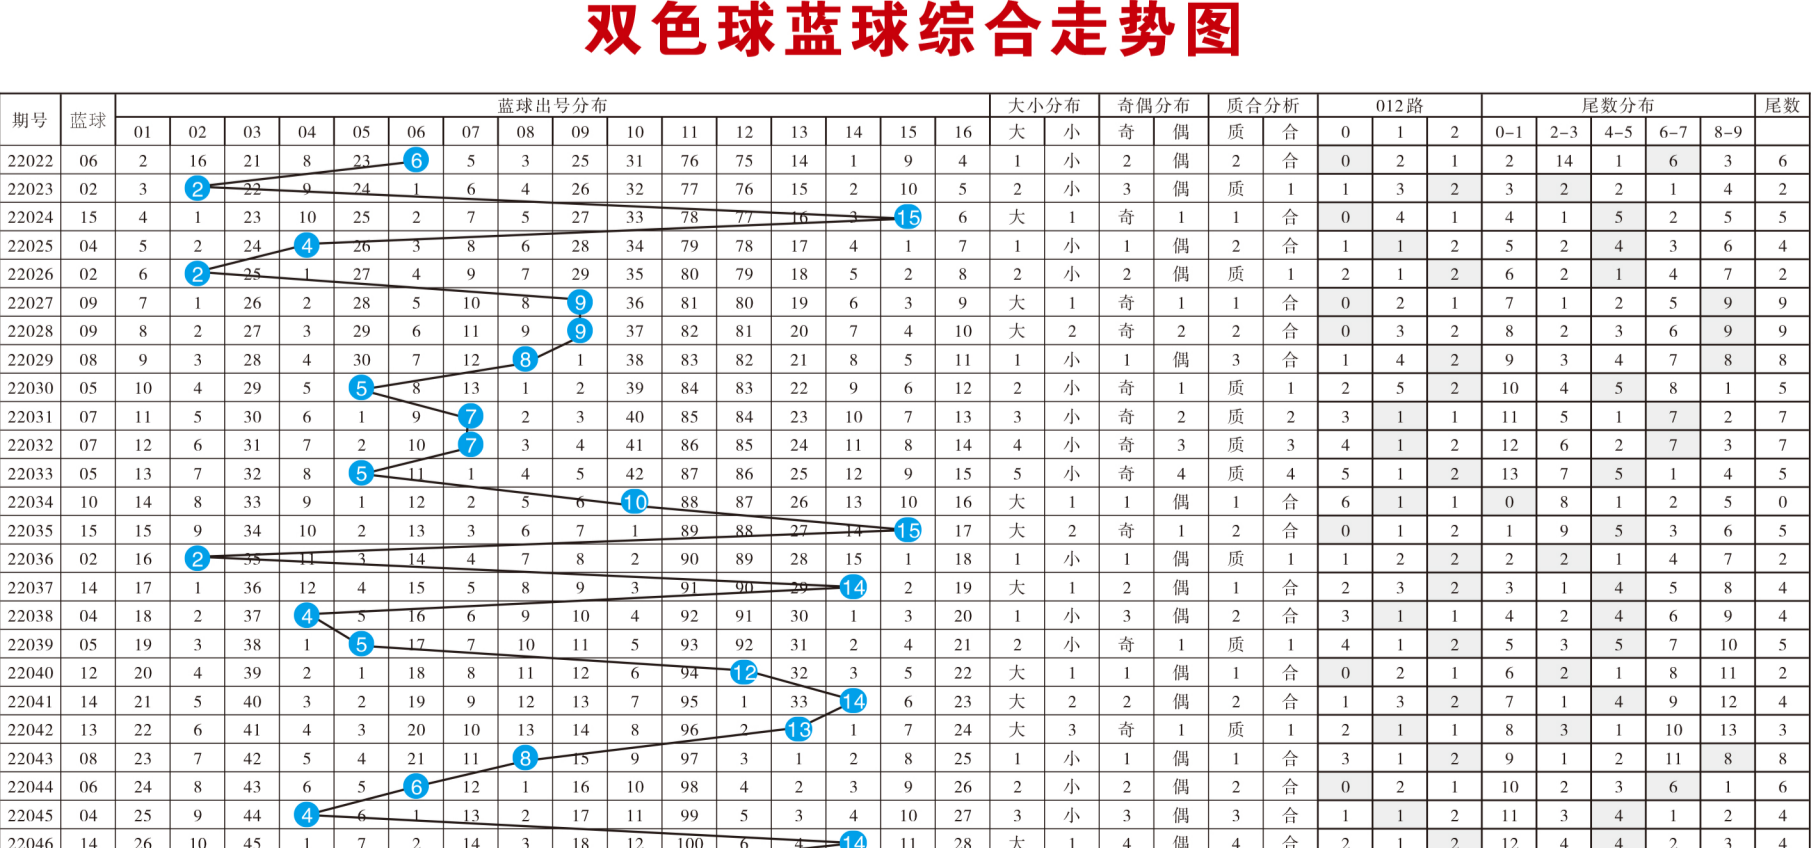 双色球蓝球综合走势图
期号 蓝球 蓝球出号分布 大小分布 奇偶分布 质合分析 012路 尾数分布 尾数
01 02 03 04 05 06 07 08 09 10 11 12 13 14 15 16 大 小 奇 偶 质 合 0 1 2 0-1 2-3 4-5 6-7 8-9
22022 06 2 16 21 8 23 6 5 3 25 31 76 75 14 1 9 4 1 小 2 偶 2 合 0 2 1 2 14 1 6 3 6
22023 02 3 2 22 9 24 1 6 4 26 32 77 76 15 2 10 5 2 小 3 偶 质 1 1 3 2 3 2 2 1 4 2
22024 15 4 1 23 10 25 2 7 5 27 33 78 77 16 3 15 6 大 1 奇 1 1 合 0 4 1 4 1 5 2 5 5
22025 04 5 2 24 4 26 3 8 6 28 34 79 78 17 4 1 7 1 小 1 偶 2 合 1 1 2 5 2 4 3 6 4
22026 02 6 2 25 1 27 4 9 7 29 35 80 79 18 5 2 8 2 小 2 偶 质 1 2 1 2 6 2 1 4 7 2
22027 09 7 1 26 2 28 5 10 8 9 36 81 80 19 6 3 9 大 1 奇 1 1 合 0 2 1 7 1 2 5 9 9
22028 09 8 2 27 3 29 6 11 9 9 37 82 81 20 7 4 10 大 2 奇 2 2 合 0 3 2 8 2 3 6 9 9
22029 08 9 3 28 4 30 7 12 8 1 38 83 82 21 8 5 11 1 小 1 偶 3 合 1 4 2 9 3 4 7 8 8
22030 05 10 4 29 5 5 8 13 1 2 39 84 83 22 9 6 12 2 小 奇 1 质 1 2 5 2 10 4 5 8 1 5
22031 07 11 5 30 6 1 9 7 2 3 40 85 84 23 10 7 13 3 小 奇 2 质 2 3 1 1 11 5 1 7 2 7
22032 07 12 6 31 7 2 10 7 3 4 41 86 85 24 11 8 14 4 小 奇 3 质 3 4 1 2 12 6 2 7 3 7
22033 05 13 7 32 8 5 11 1 4 5 42 87 86 25 12 9 15 5 小 奇 4 质 4 5 1 2 13 7 5 1 4 5
22034 10 14 8 33 9 1 12 2 5 6 10 88 87 26 13 10 16 大 1 1 偶 1 合 6 1 1 0 8 1 2 5 0
22035 15 15 9 34 10 2 13 3 6 7 1 89 88 27 14 15 17 大 2 奇 1 2 合 0 1 2 1 9 5 3 6 5
22036 02 16 2 35 11 3 14 4 7 8 2 90 89 28 15 1 18 1 小 1 偶 质 1 1 2 2 2 2 1 4 7 2
22037 14 17 1 36 12 4 15 5 8 9 3 91 90 29 14 2 19 大 1 2 偶 1 合 2 3 2 3 1 4 5 8 4
22038 04 18 2 37 4 5 16 6 9 10 4 92 91 30 1 3 20 1 小 3 偶 2 合 3 1 1 4 2 4 6 9 4
22039 05 19 3 38 1 5 17 7 10 11 5 93 92 31 2 4 21 2 小 奇 1 质 1 4 1 2 5 3 5 7 10 5
22040 12 20 4 39 2 1 18 8 11 12 6 94 12 32 3 5 22 大 1 1 偶 1 合 0 2 1 6 2 1 8 11 2
22041 14 21 5 40 3 2 19 9 12 13 7 95 1 33 14 6 23 大 2 2 偶 2 合 1 3 2 7 1 4 9 12 4
22042 13 22 6 41 4 3 20 10 13 14 8 96 2 13 1 7 24 大 3 奇 1 质 1 2 1 1 8 3 1 10 13 3
22043 08 23 7 42 5 4 21 11 8 15 9 97 3 1 2 8 25 1 小 1 偶 1 合 3 1 2 9 1 2 11 8 8
22044 06 24 8 43 6 5 6 12 1 16 10 98 4 2 3 9 26 2 小 2 偶 2 合 0 2 1 10 2 3 6 1 6
22045 04 25 9 44 4 6 1 13 2 17 11 99 5 3 4 10 27 3 小 3 偶 3 合 1 1 2 11 3 4 1 2 4
22046 14 26 10 45 1 7 2 14 3 18 12 100 6 4 14 11 28 大 1 4 偶 4 合 2 1 2 12 4 4 2 3 4